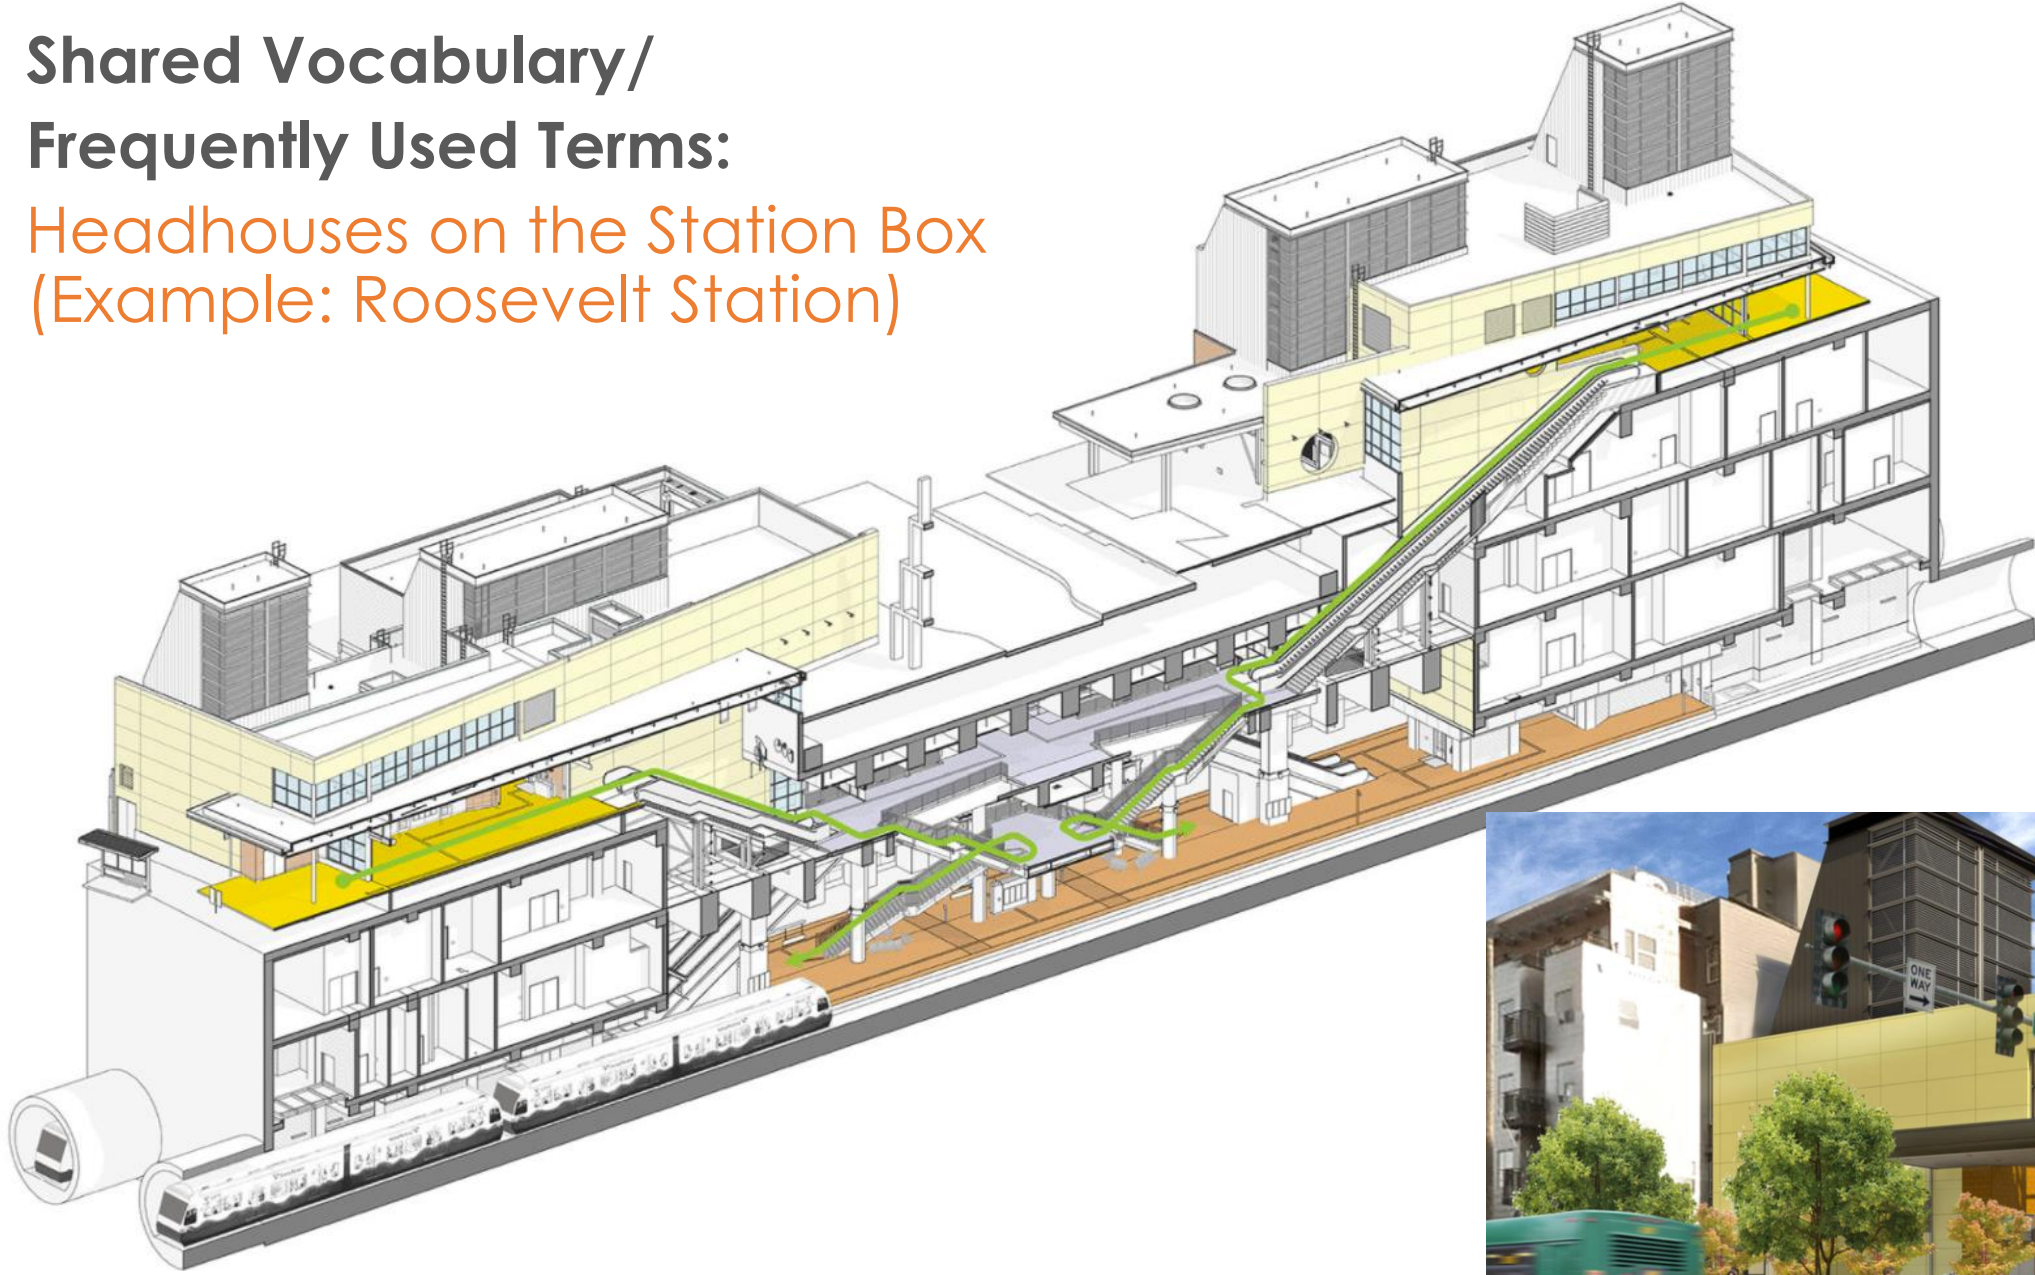 Shared Vocabulary/
Frequently Used Terms:
Headhouses on the Station Box
(Example: Roosevelt Station)
ONE
WAY